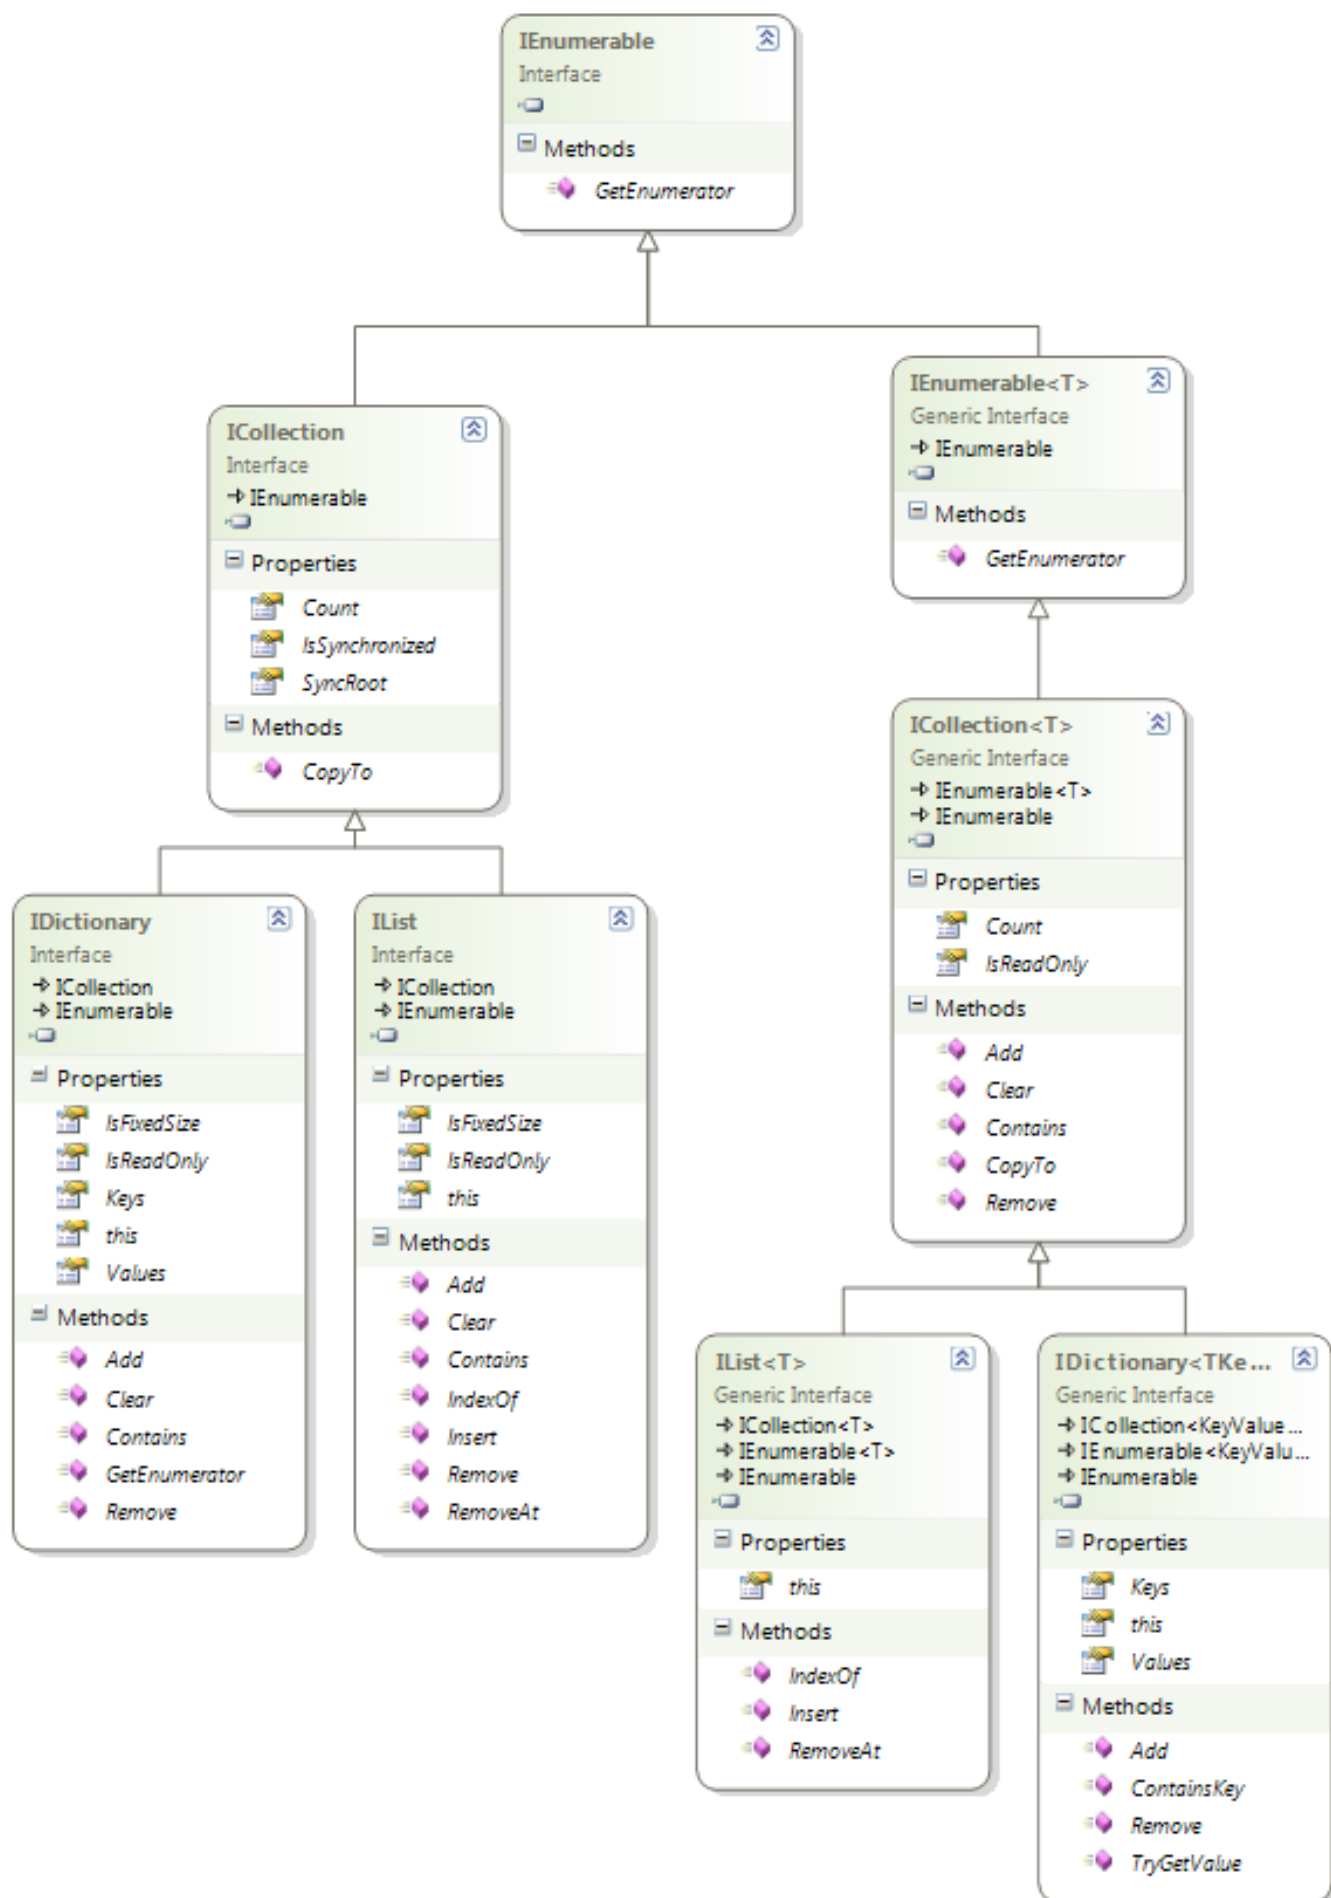 IEnumerable
Interface
Methods
GetEnumerator
ICollection
Interface
IEnumerable
Properties
Count
IsSynchronized
SyncRoot
Methods
CopyTo
IEnumerable<T>
Generic Interface
IEnumerable
Methods
GetEnumerator
ICollection<T>
Generic Interface
IEnumerable<T>
IEnumerable
Properties
Count
IsReadOnly
Methods
Add
Clear
Contains
CopyTo
Remove
IDictionary
Interface
ICollection
IEnumerable
Properties
IsFixedSize
IsReadOnly
Keys
this
Values
Methods
Add
Clear
Contains
GetEnumerator
Remove
IList
Interface
ICollection
IEnumerable
Properties
IsFixedSize
IsReadOnly
this
Methods
Add
Clear
Contains
IndexOf
Insert
Remove
RemoveAt
IList<T>
Generic Interface
ICollection<T>
IEnumerable<T>
IEnumerable
Properties
this
Methods
IndexOf
Insert
RemoveAt
IDictionary<TKe...
Generic Interface
ICollection<KeyValue...
IEnumerable<KeyValu...
IEnumerable
Properties
Keys
this
Values
Methods
Add
ContainsKey
Remove
TryGetValue